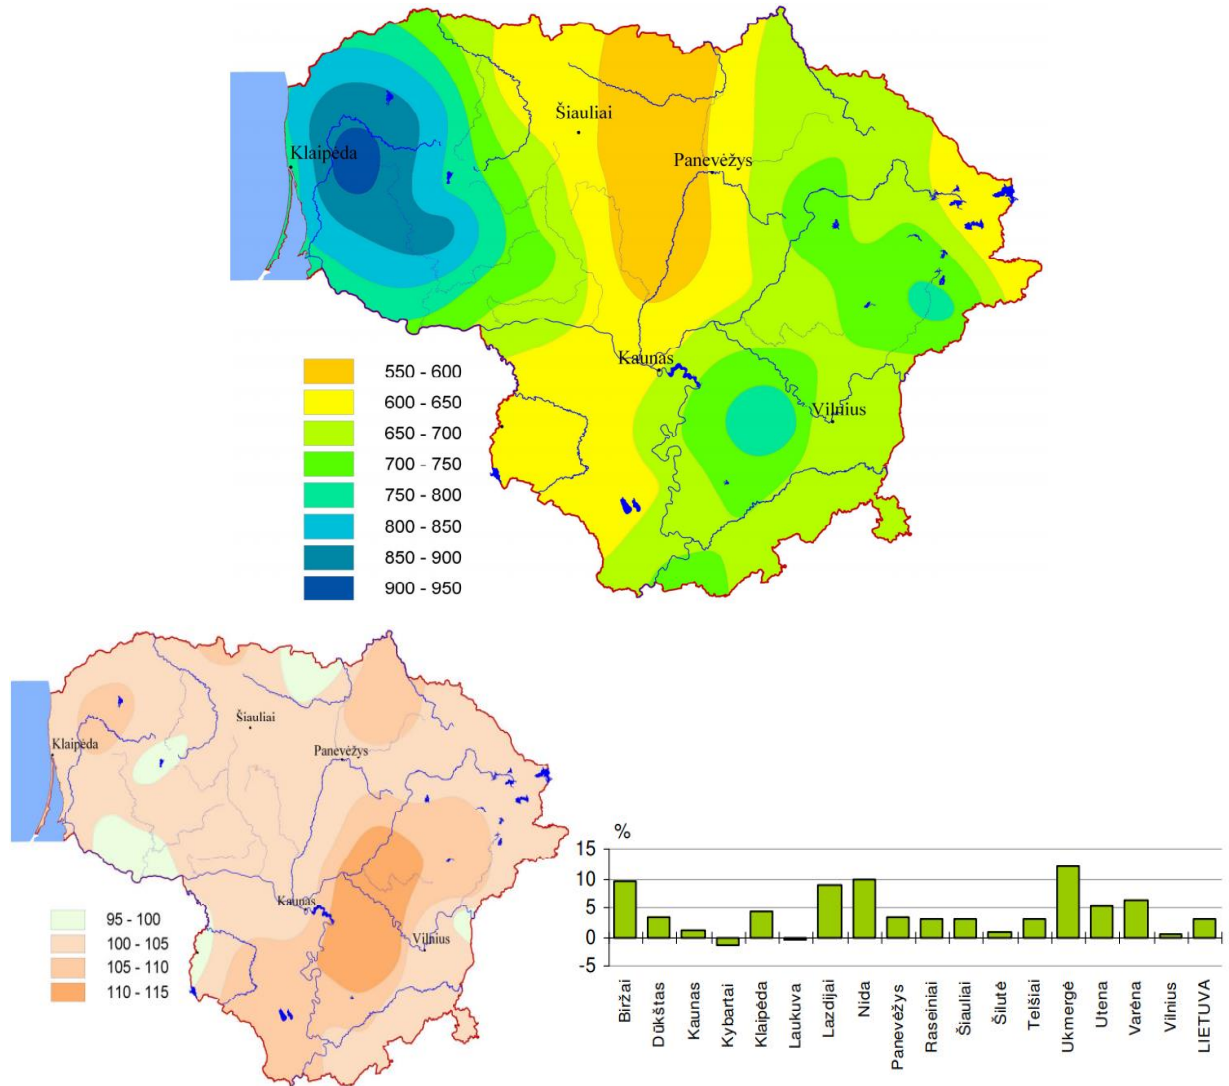 Šiauliai
Klaipėda
Panevėžys
Kaunas
Vilnius
550 - 600
600 - 650
650 - 700
700 - 750
750 - 800
800 - 850
850 - 900
900 - 950
Šiauliai
Klaipėda
Panevėžys
Kaunas
Vilnius
95 - 100
100 - 105
105 - 110
110 - 115
%
15
10
5
0
-5
Biržai
Dūkštas
Kaunas
Kybartai
Klaipėda
Laukuva
Lazdijai
Nida
Panevėžys
Raseiniai
Šiauliai
Šilutė
Telšiai
Ukmergė
Utena
Varėna
Vilnius
LIETUVA